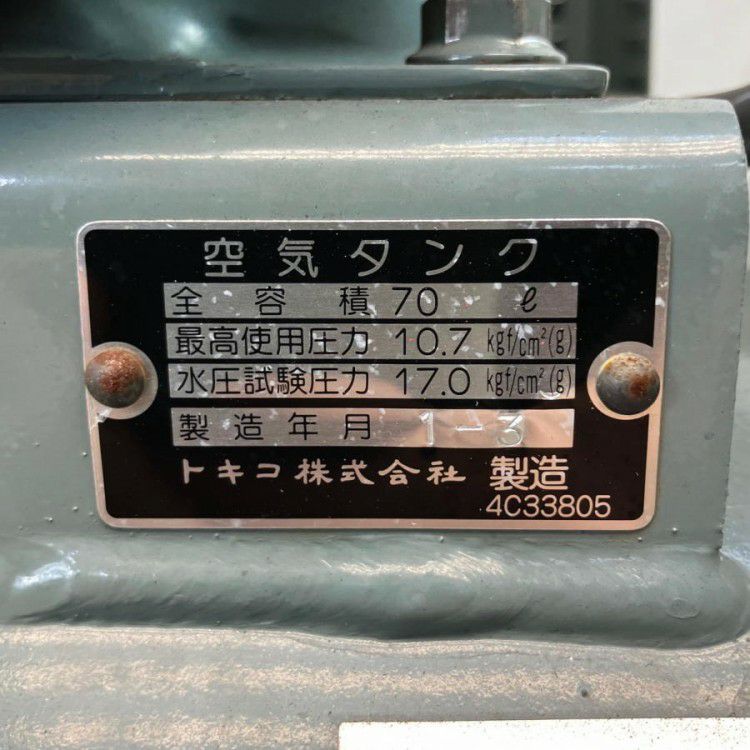 空気タンク
全容積 70 ℓ
最高使用圧力 10.7 kgf/cm²(g)
水圧試験圧力 17.0 kgf/cm²(g)
製造年月 1-3
トキコ株式会社 製造
4C33805